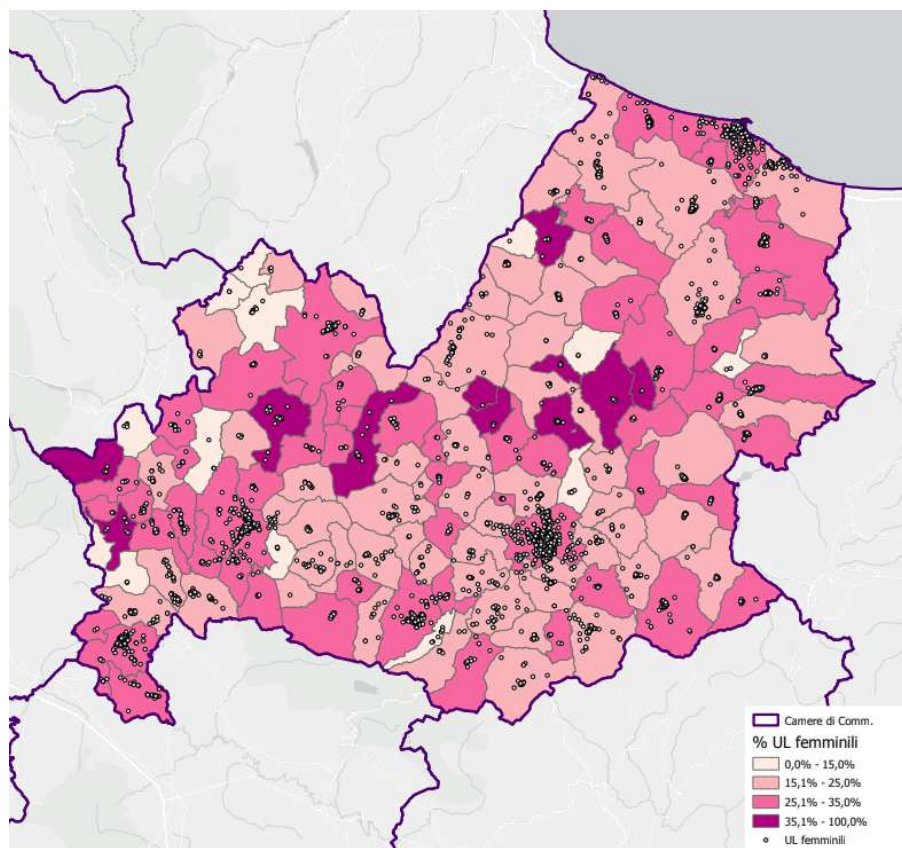 Camere di Comm.
% UL femminili
0,0% - 15,0%
15,1% - 25,0%
25,1% - 35,0%
35,1% - 100,0%
UL femminili